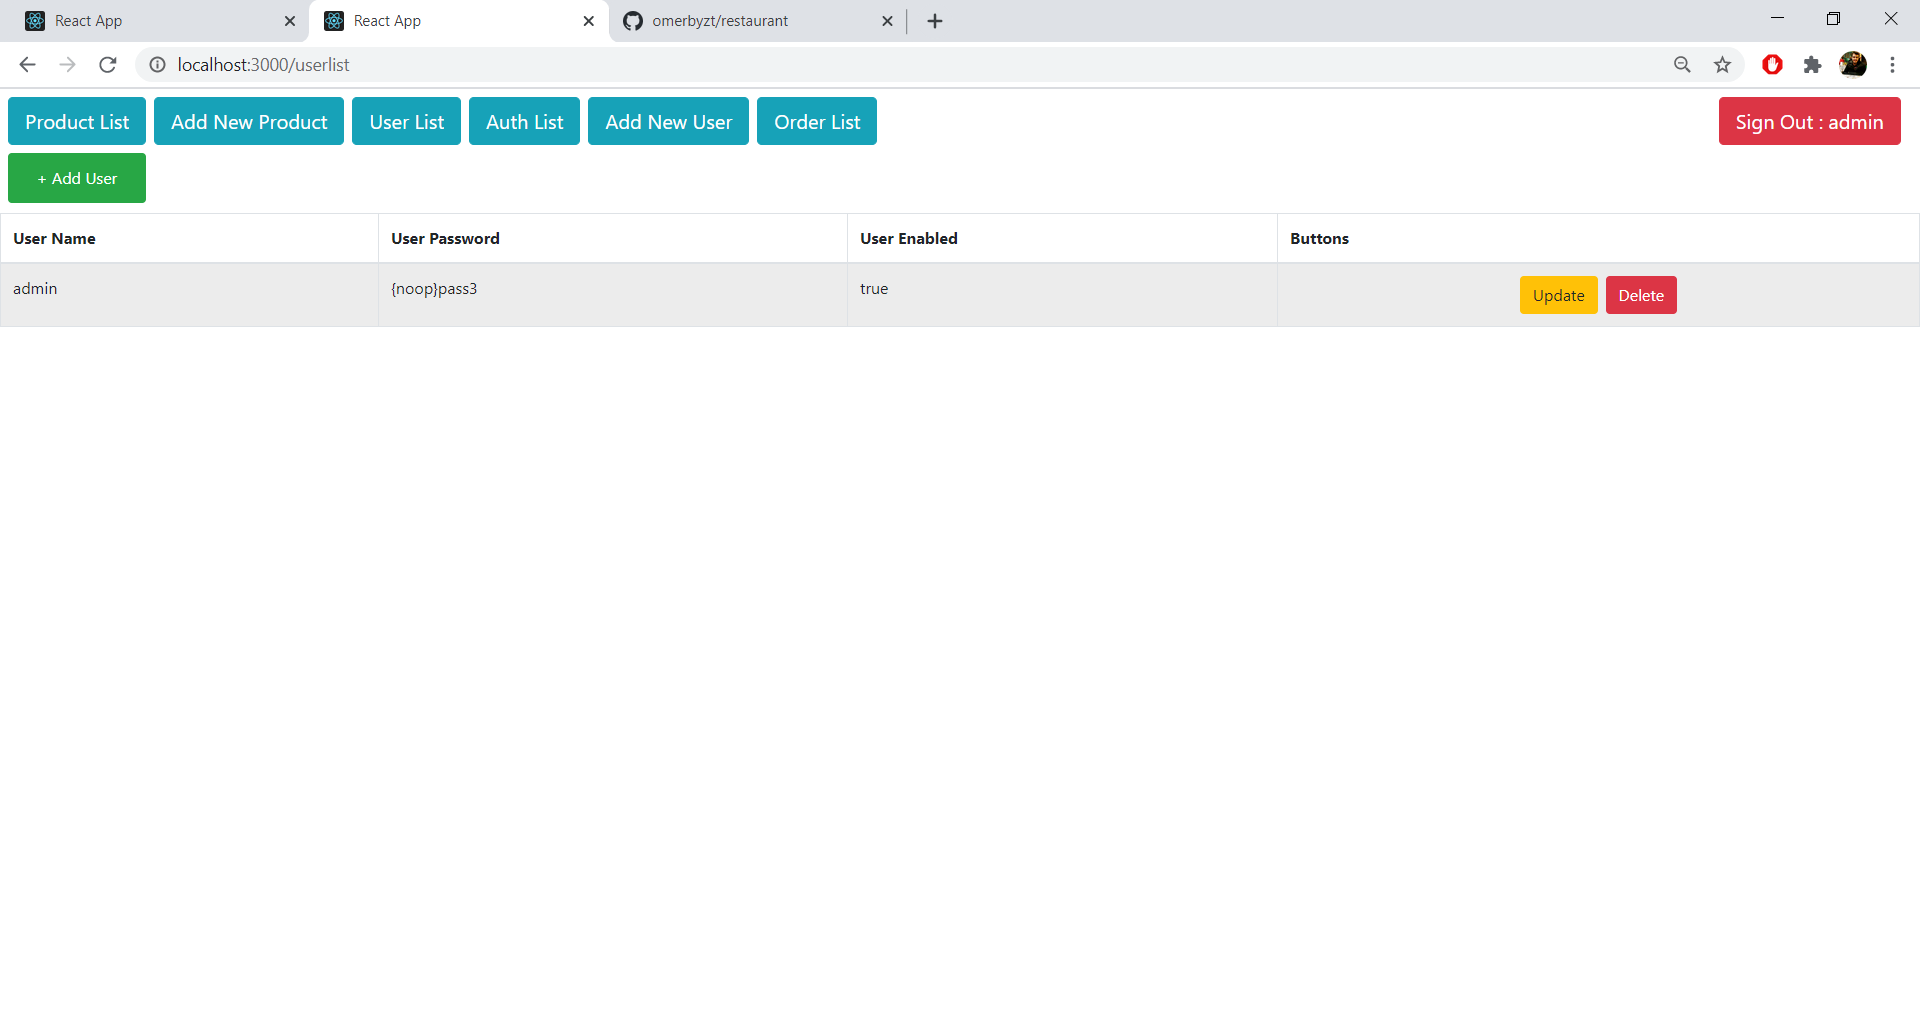 React App React App omerbyzt/restaurant
localhost:3000/userlist
Product List Add New Product User List Auth List Add New User Order List Sign Out : admin
+ Add User
User Name User Password User Enabled Buttons
admin {noop}pass3 true Update Delete